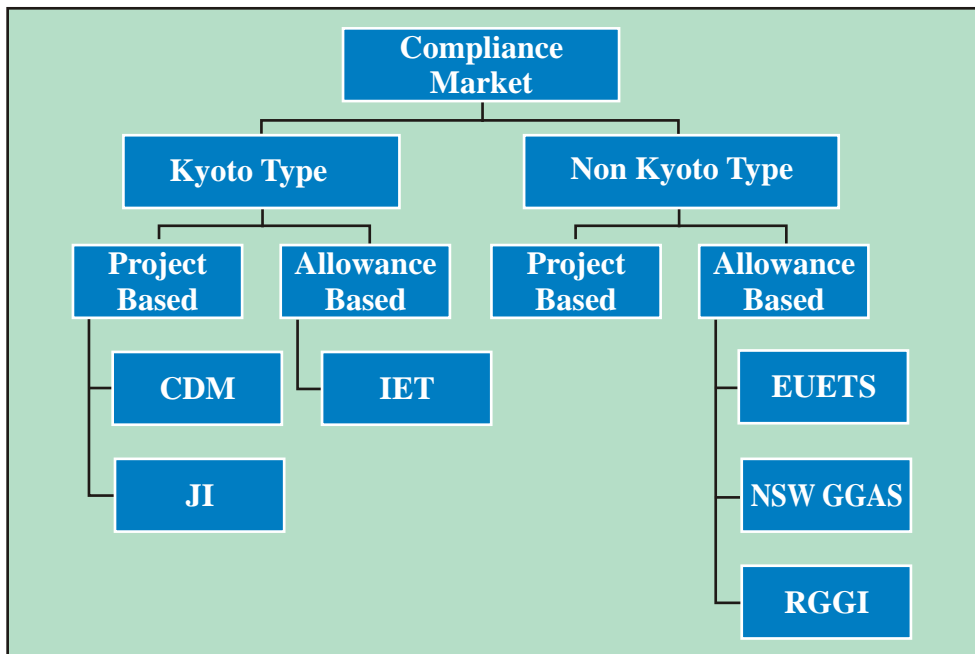 Compliance
Market
Kyoto Type
Non Kyoto Type
Project
Based
Allowance
Based
Project
Based
Allowance
Based
CDM
IET
EUETS
JI
NSW GGAS
RGGI